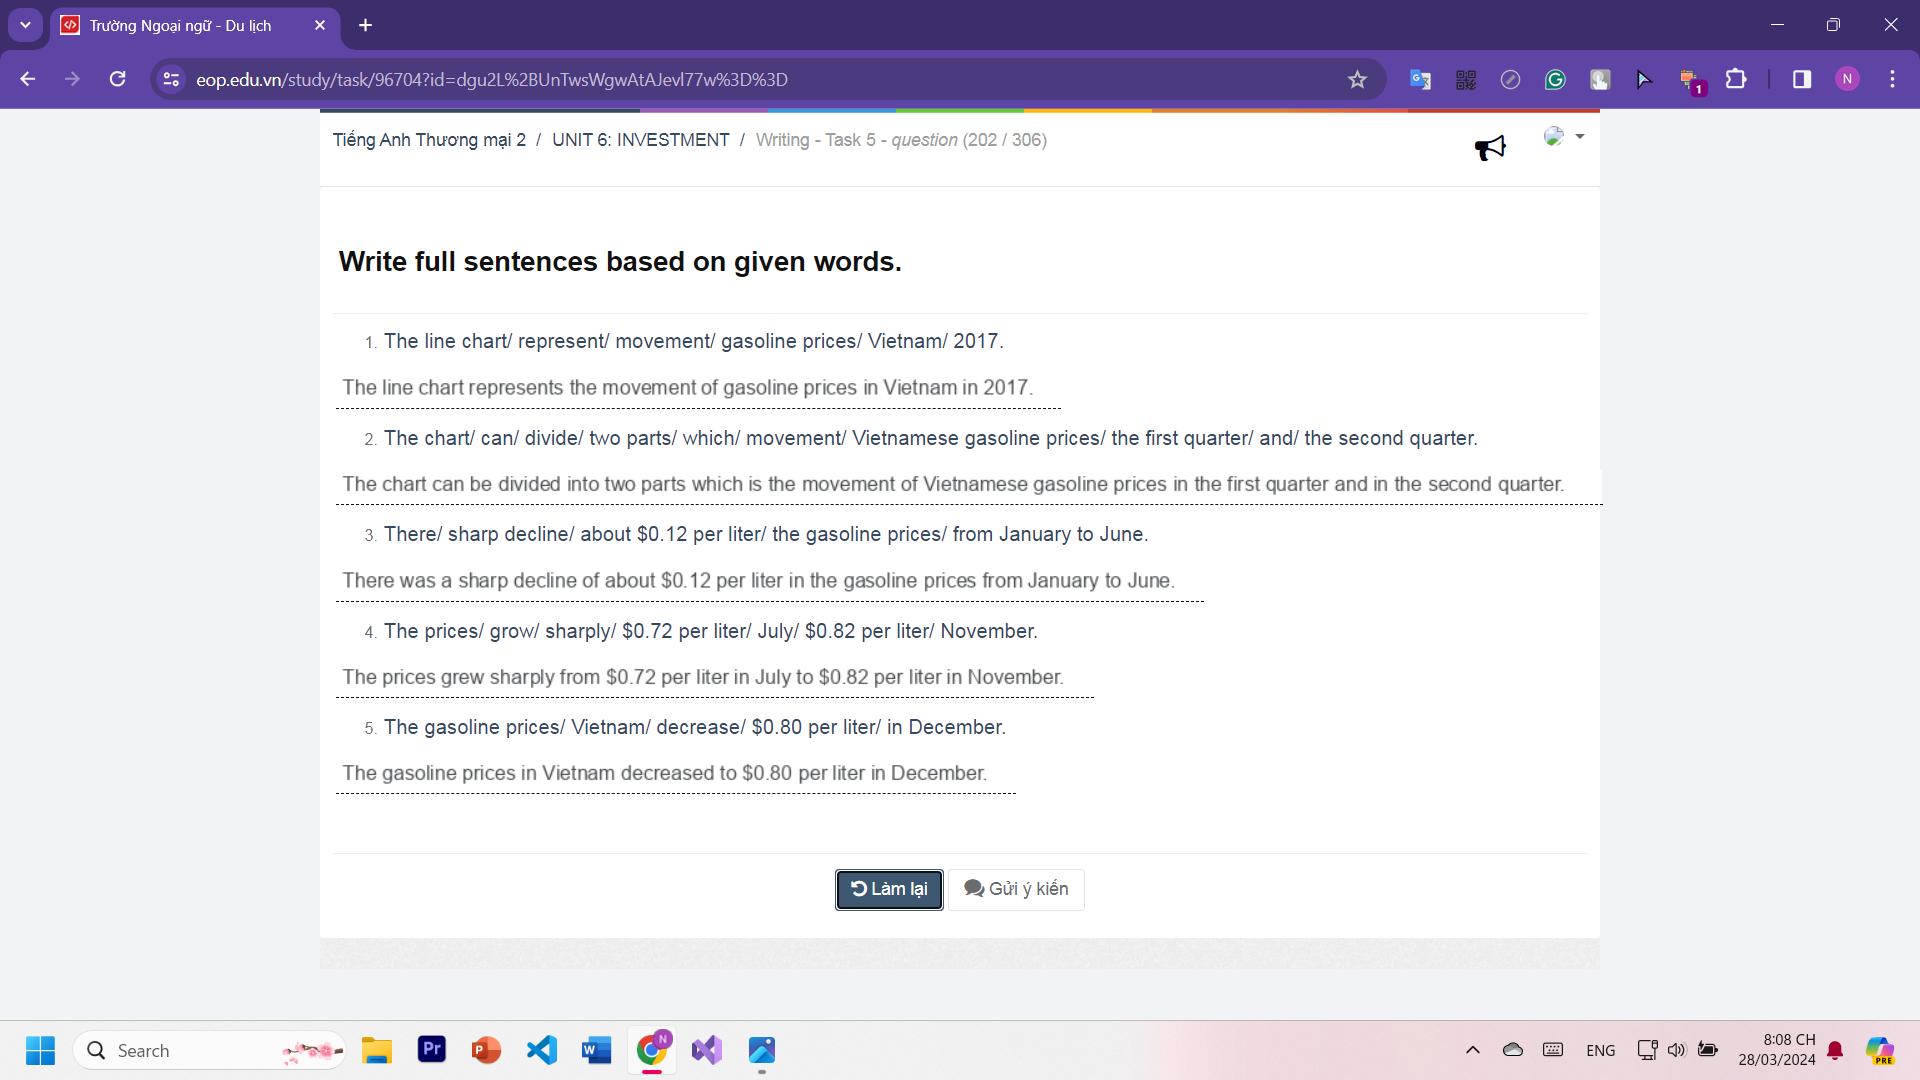 Trường Ngoại ngữ - Du lịch
eop.edu.vn/study/task/96704?id=dgu2L%2BUnTwsWgwAtAJevl77w%3D%3D
1
N
Tiếng Anh Thương mại 2 / UNIT 6: INVESTMENT / Writing - Task 5 - question (202 / 306)
Write full sentences based on given words.
1. The line chart/ represent/ movement/ gasoline prices/ Vietnam/ 2017.
The line chart represents the movement of gasoline prices in Vietnam in 2017.
2. The chart/ can/ divide/ two parts/ which/ movement/ Vietnamese gasoline prices/ the first quarter/ and/ the second quarter.
The chart can be divided into two parts which is the movement of Vietnamese gasoline prices in the first quarter and in the second quarter.
3. There/ sharp decline/ about $0.12 per liter/ the gasoline prices/ from January to June.
There was a sharp decline of about $0.12 per liter in the gasoline prices from January to June.
4. The prices/ grow/ sharply/ $0.72 per liter/ July/ $0.82 per liter/ November.
The prices grew sharply from $0.72 per liter in July to $0.82 per liter in November.
5. The gasoline prices/ Vietnam/ decrease/ $0.80 per liter/ in December.
The gasoline prices in Vietnam decreased to $0.80 per liter in December.
Làm lại Gửi ý kiến
Search
Pr
P
W
N
ENG
8:08 CH
28/03/2024
PRE